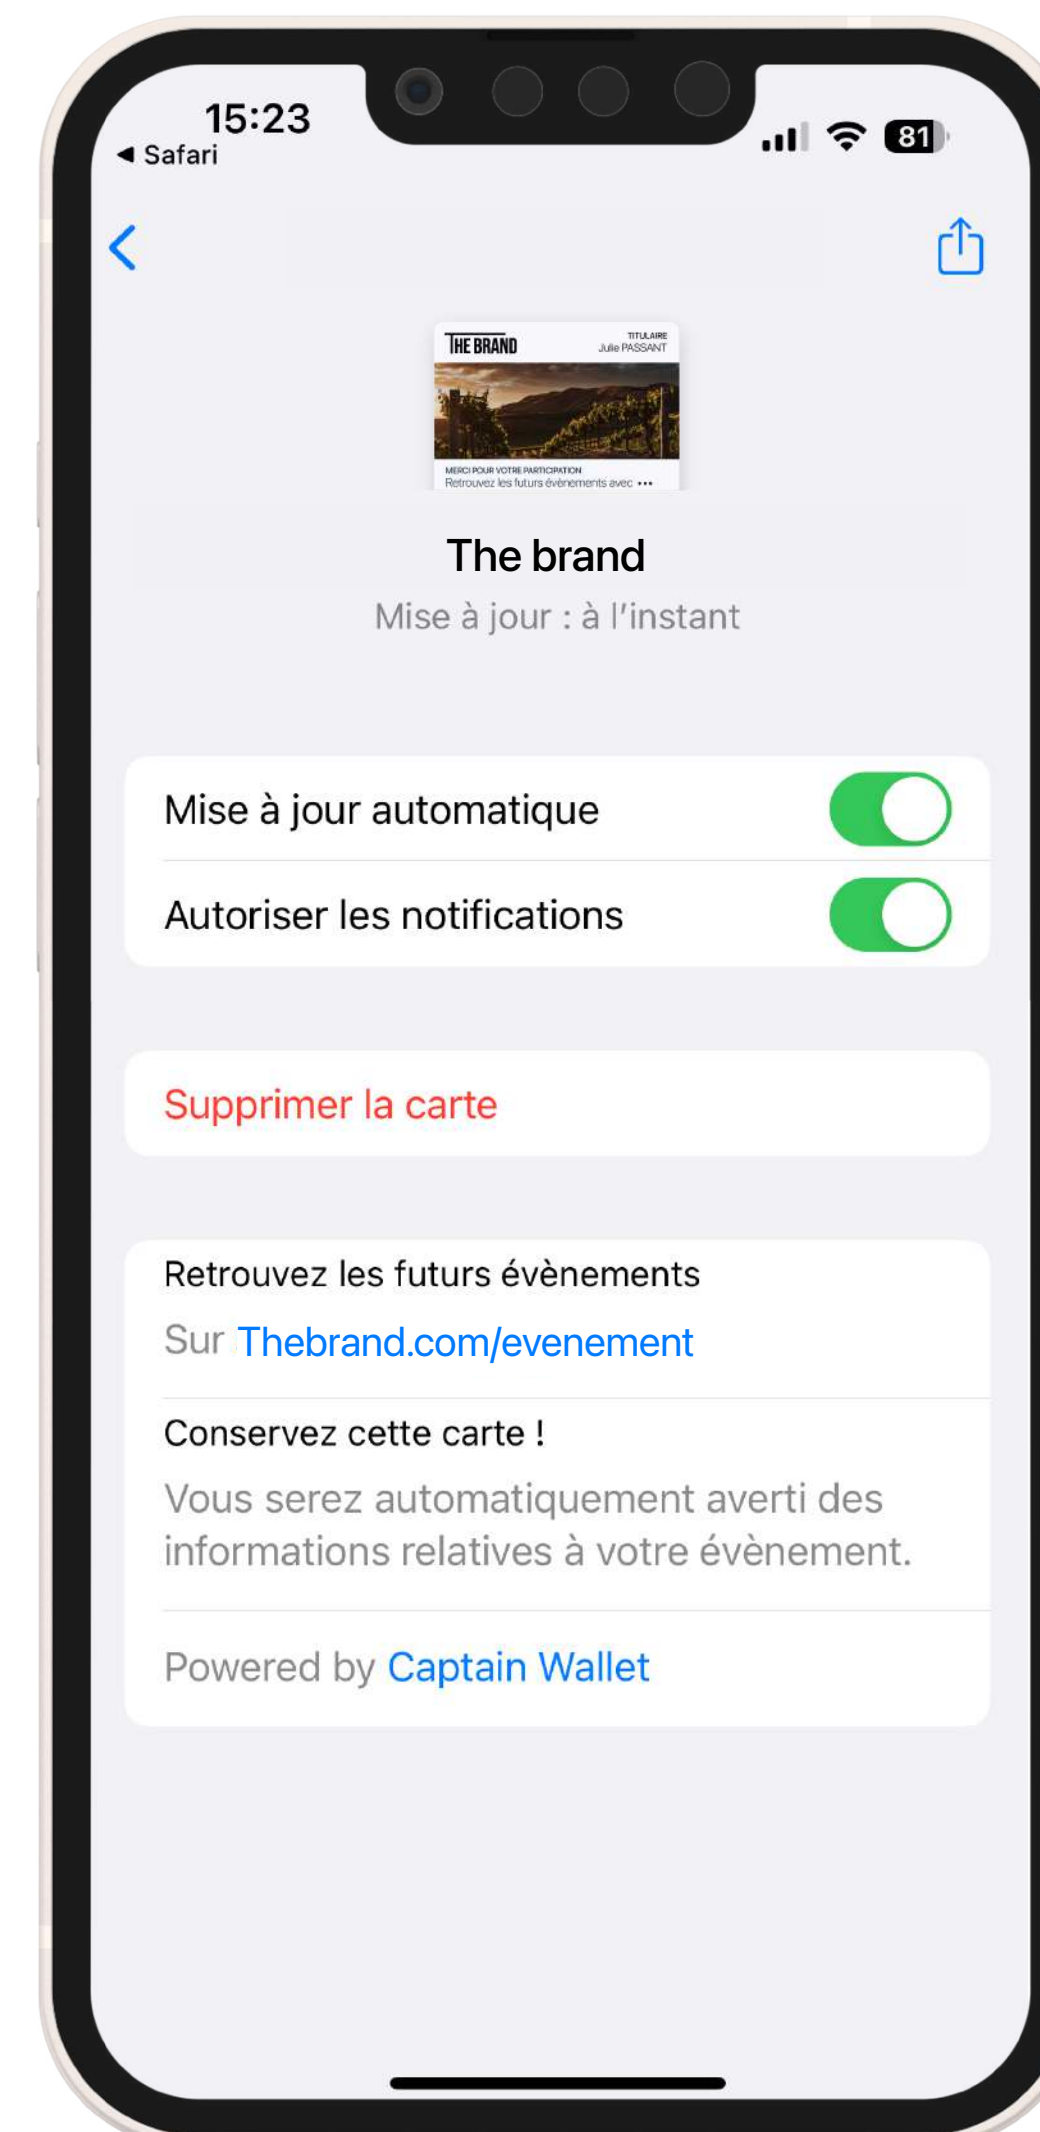 15:23
81
Safari
THE BRAND
TITULAIRE
Julie PASSANT
MERCI POUR VOTRE PARTICIPATION
Retrouvez les futurs évènements avec •••
The brand
Mise à jour : à l'instant
Mise à jour automatique
Autoriser les notifications
Supprimer la carte
Retrouvez les futurs évènements
Sur Thebrand.com/evenement
Conservez cette carte !
Vous serez automatiquement averti des
informations relatives à votre évènement.
Powered by Captain Wallet